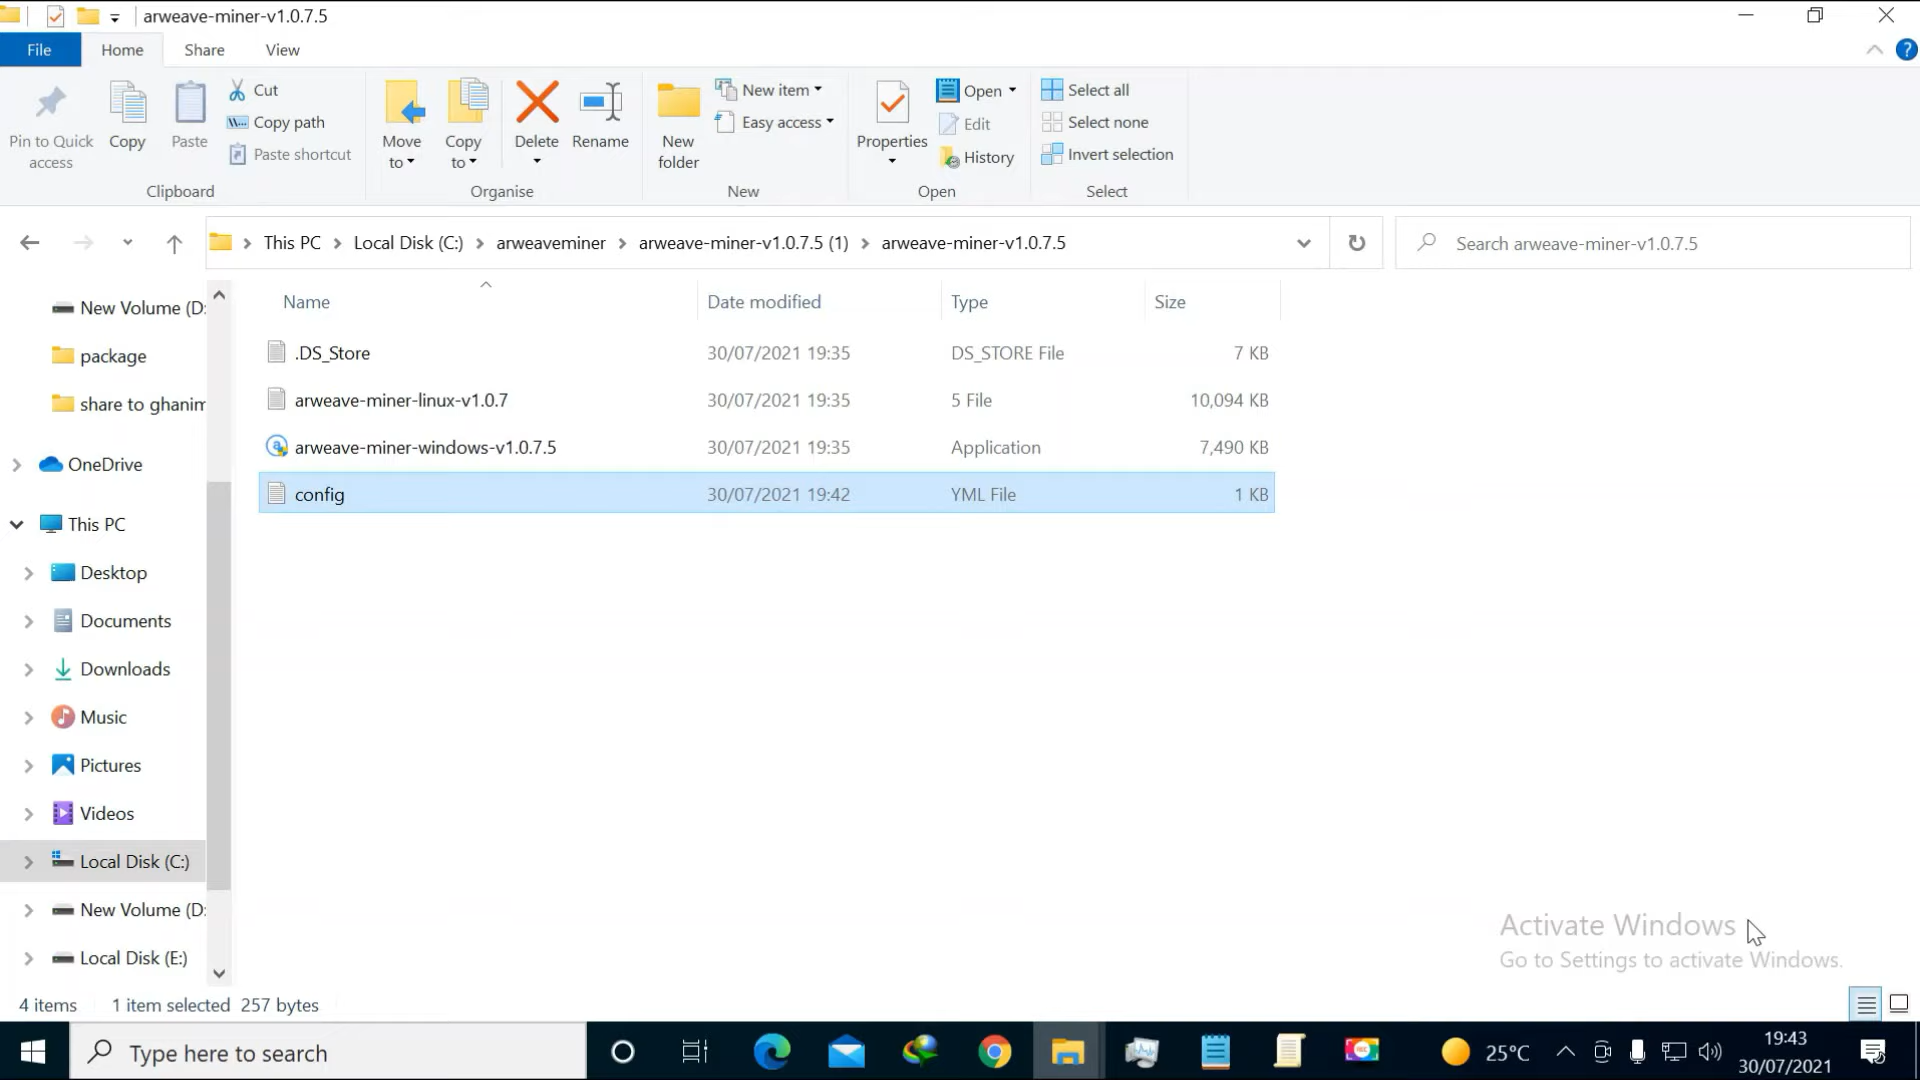 arweave-miner-v1.0.7.5
File Home Share View
Pin to Quick access
Copy
Paste
Cut
Copy path
Paste shortcut
Clipboard
Move to
Copy to
Delete
Rename
Organise
New folder
New item
Easy access
New
Properties
Open
Edit
History
Open
Select all
Select none
Invert selection
Select
This PC > Local Disk (C:) > arweaveminer > arweave-miner-v1.0.7.5 (1) > arweave-miner-v1.0.7.5
Search arweave-miner-v1.0.7.5
New Volume (D:
package
share to ghanim
OneDrive
This PC
Desktop
Documents
Downloads
Music
Pictures
Videos
Local Disk (C:)
New Volume (D:
Local Disk (E:)
Name Date modified Type Size
.DS_Store 30/07/2021 19:35 DS_STORE File 7 KB
arweave-miner-linux-v1.0.7 30/07/2021 19:35 5 File 10,094 KB
arweave-miner-windows-v1.0.7.5 30/07/2021 19:35 Application 7,490 KB
config 30/07/2021 19:42 YML File 1 KB
Activate Windows
Go to Settings to activate Windows.
4 items 1 item selected 257 bytes
Type here to search
25°C
19:43
30/07/2021